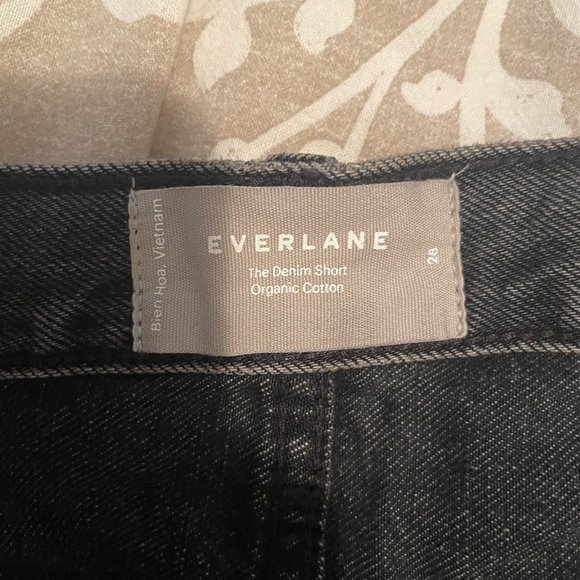 Bien Hoa, Vietnam
EVERLANE
The Denim Short
Organic Cotton
28